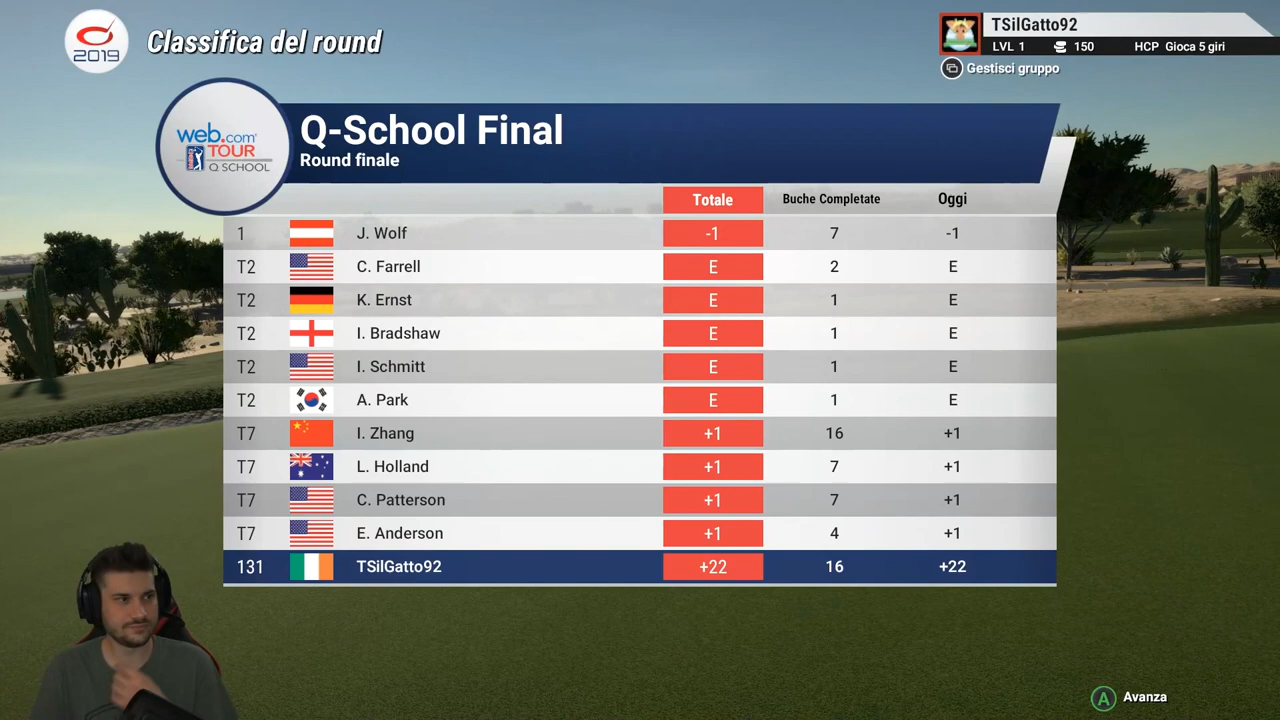 2019
Classifica del round
TSilGatto92
LVL 1 150 HCP Gioca 5 giri
Gestisci gruppo
web.com
TOUR
Q SCHOOL
Q-School Final
Round finale
Totale Buche Completate Oggi
1 J. Wolf -1 7 -1
T2 C. Farrell E 2 E
T2 K. Ernst E 1 E
T2 I. Bradshaw E 1 E
T2 I. Schmitt E 1 E
T2 A. Park E 1 E
T7 I. Zhang +1 16 +1
T7 L. Holland +1 7 +1
T7 C. Patterson +1 7 +1
T7 E. Anderson +1 4 +1
131 TSilGatto92 +22 16 +22
A Avanza